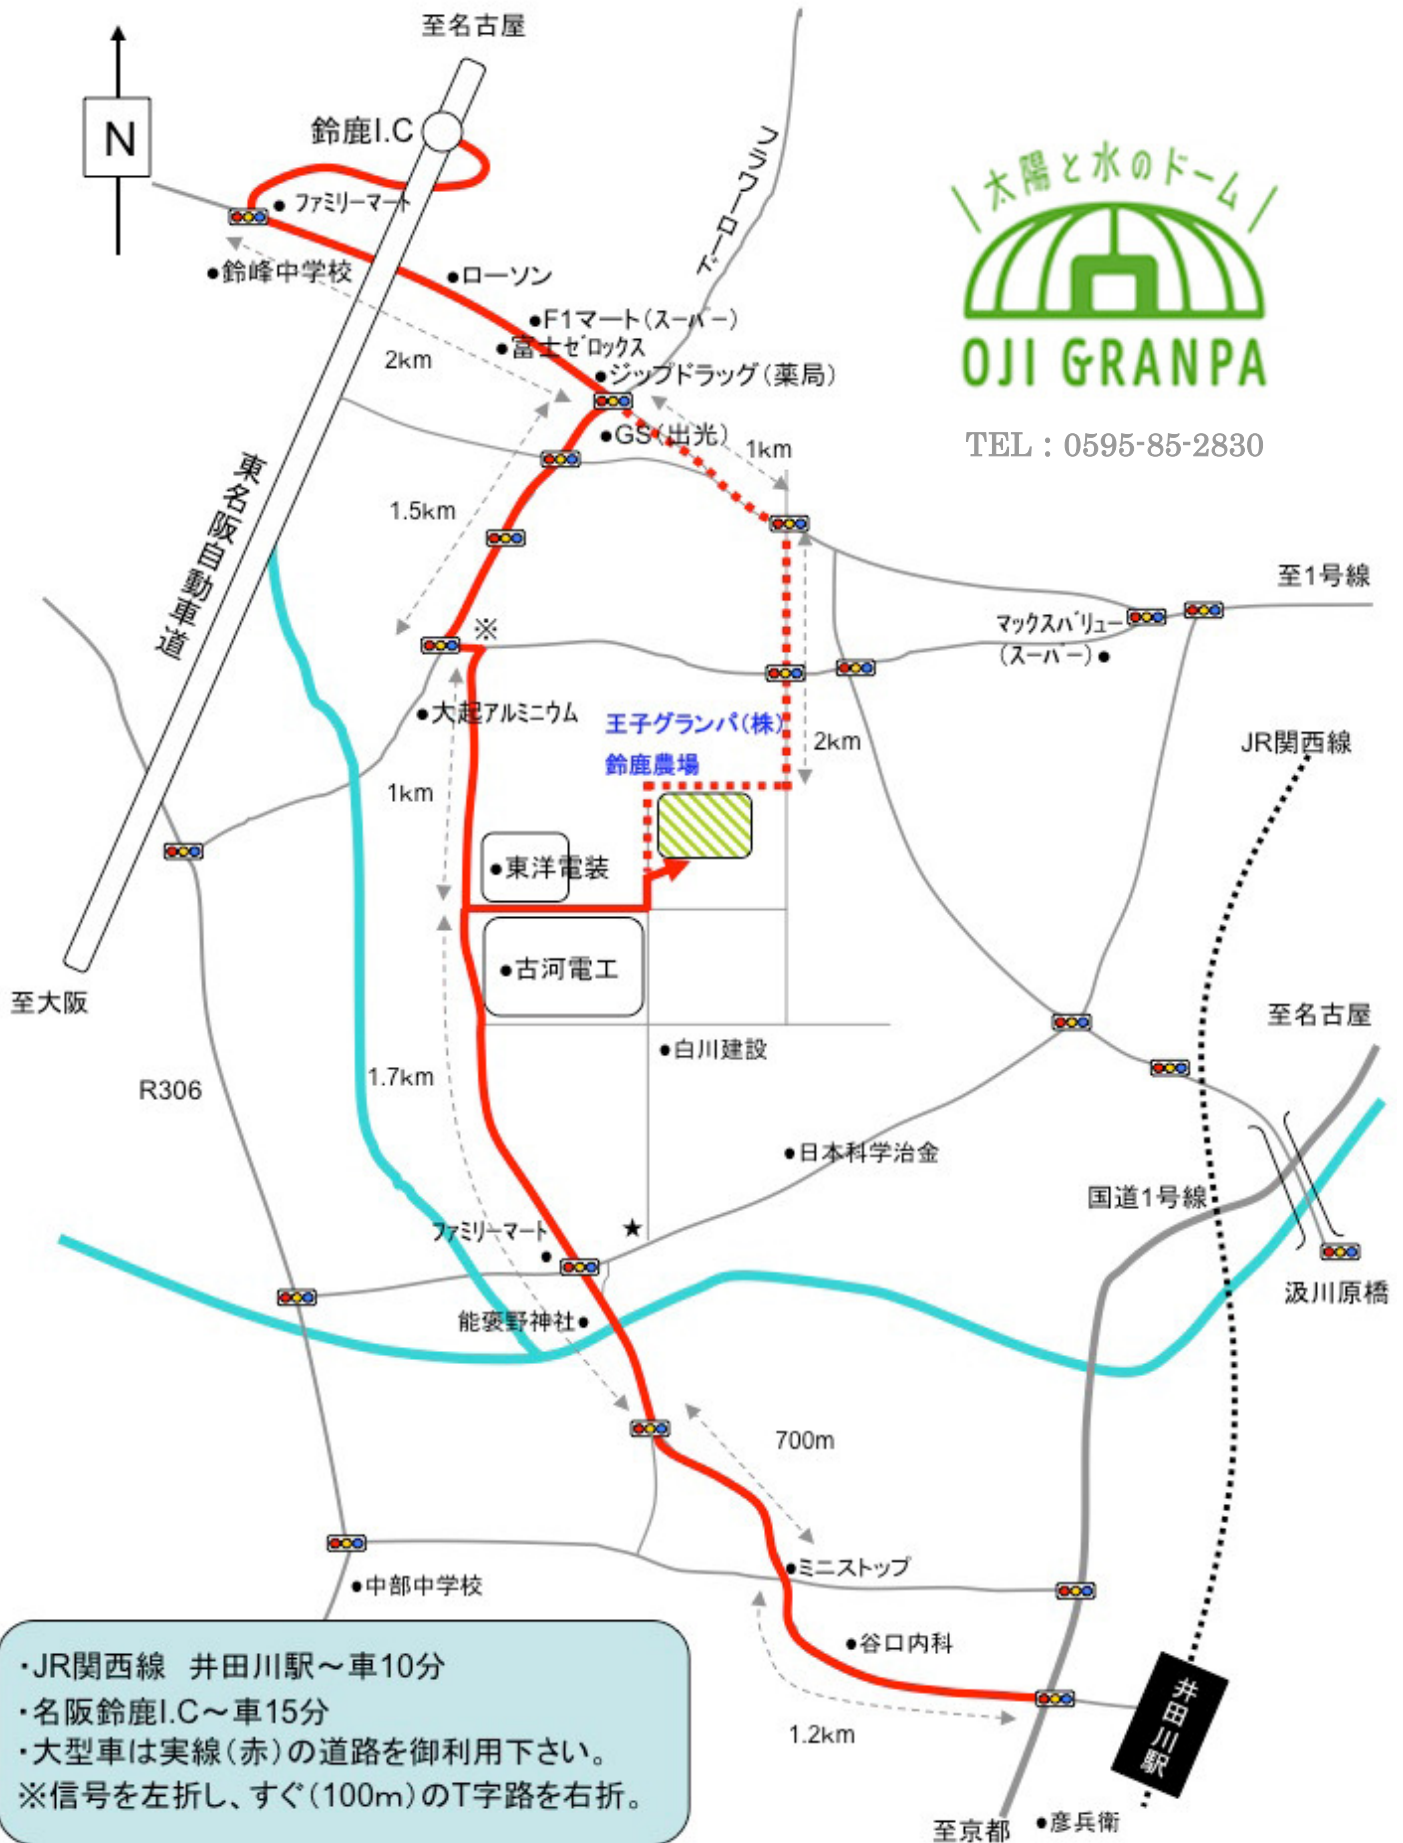 至名古屋
N
鈴鹿I.C
フラワーロード
\ 太陽と水のドーム /
ファミリーマート
●鈴峰中学校
●ローソン
●F1マート(スーパー)
●富士ゼロックス
2km
●ジップドラッグ(薬局)
OJI GRANPA
●GS(出光)
1km
TEL : 0595-85-2830
東名阪自動車道
1.5km
至1号線
※
マックスバリュー
(スーパー)●
●大起アルミニウム
王子グランパ(株)
鈴鹿農場
2km
JR関西線
1km
●東洋電装
●古河電工
至大阪
至名古屋
●白川建設
R306
1.7km
●日本科学治金
国道1号線
★
ファミリーマート
汲川原橋
能褒野神社●
700m
●ミニストップ
●中部中学校
●谷口内科
・JR関西線 井田川駅~車10分
・名阪鈴鹿I.C~車15分
・大型車は実線(赤)の道路を御利用下さい。
※信号を左折し、すぐ(100m)のT字路を右折。
1.2km
井田川駅
至京都
●彦兵衛